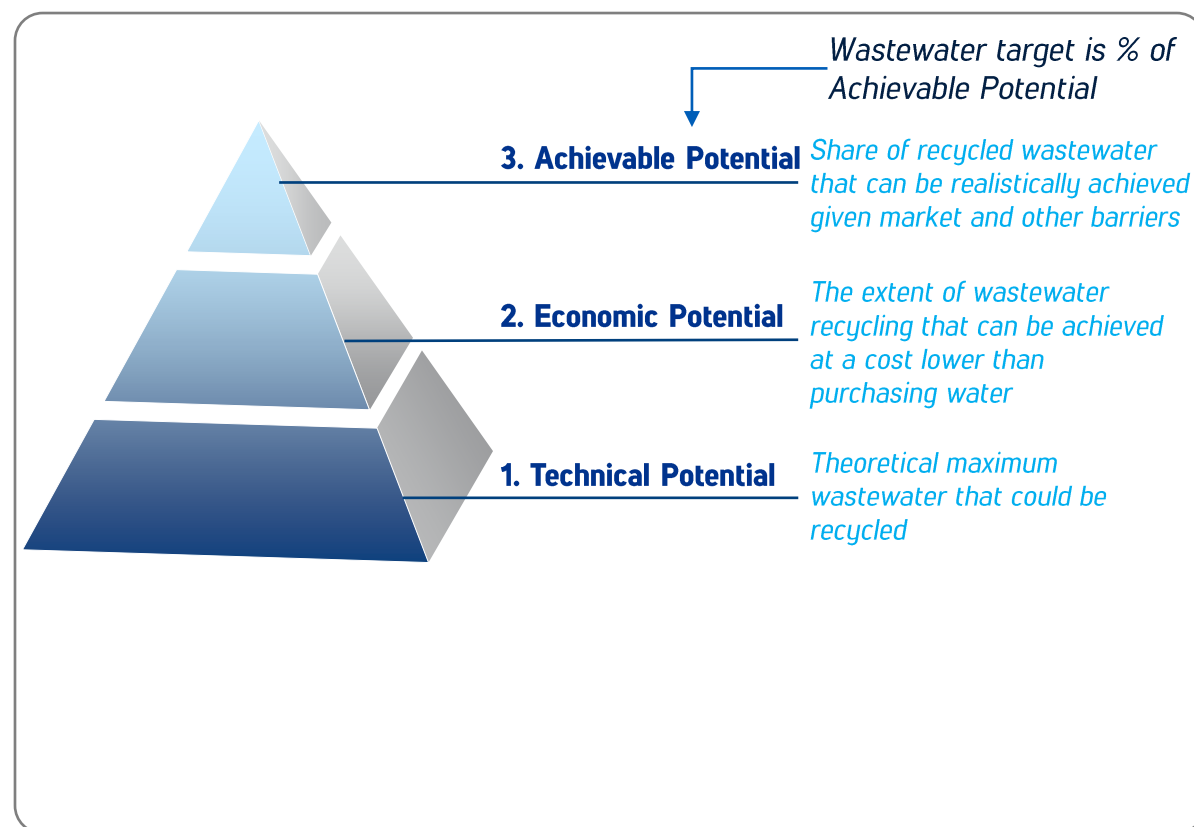 Wastewater target is % of
Achievable Potential
3. Achievable Potential
Share of recycled wastewater
that can be realistically achieved
given market and other barriers
2. Economic Potential
The extent of wastewater
recycling that can be achieved
at a cost lower than
purchasing water
1. Technical Potential
Theoretical maximum
wastewater that could be
recycled